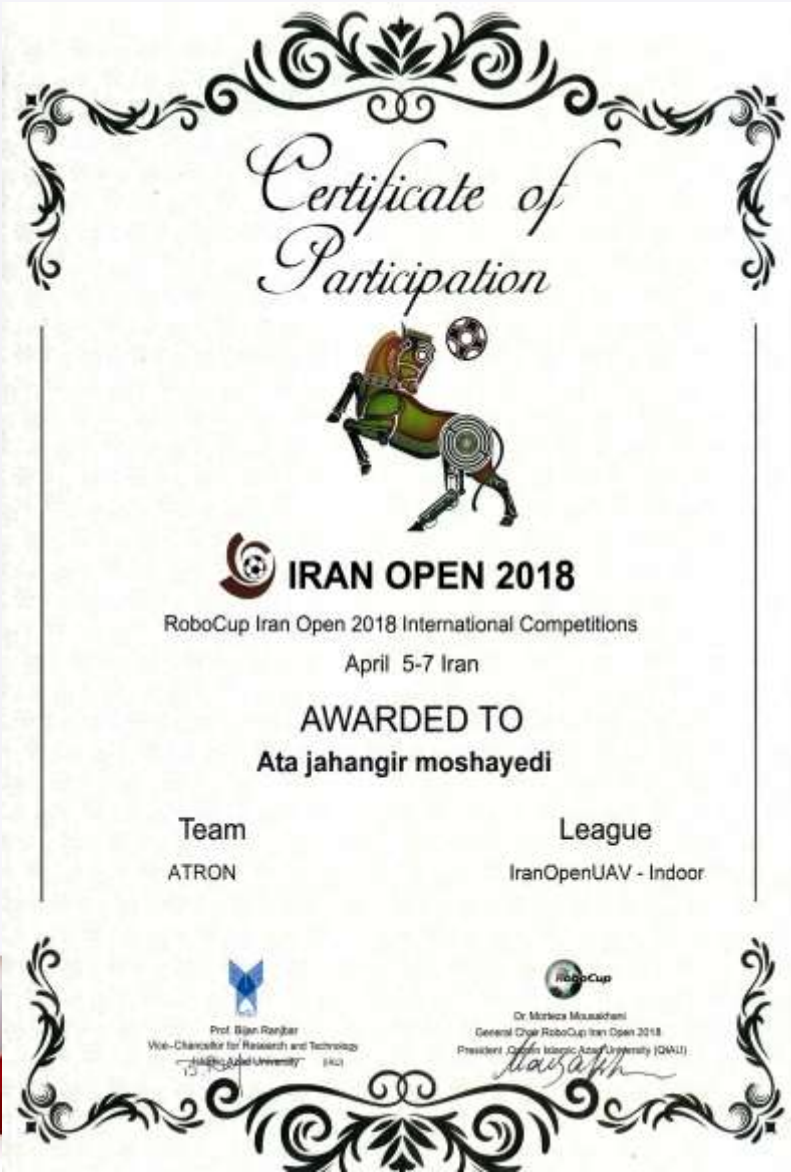 Certificate of
Participation
IRAN OPEN 2018
RoboCup Iran Open 2018 International Competitions
April 5-7 Iran
AWARDED TO
Ata jahangir moshayedi
Team
League
ATRON
IranOpenUAV - Indoor
RoboCup
Prof. Bijan Ranjbar
Vice-Chancellor for Research and Technology
Islamic Azad University (IAU)
Dr. Morteza Mousakhani
General Chair RoboCup Iran Open 2018
President, Qazvin Islamic Azad University (QIAU)